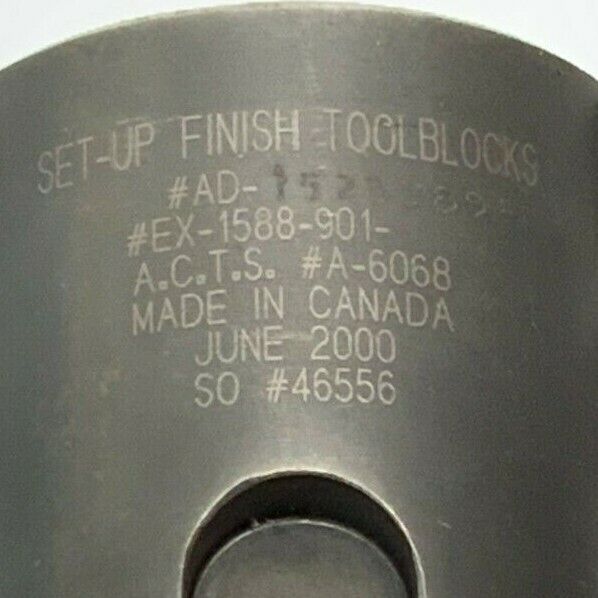 SET-UP FINISH TOOLBLOCKS
#AD-
#EX-1588-901-
A.C.T.S. #A-6068
MADE IN CANADA
JUNE 2000
SO #46556